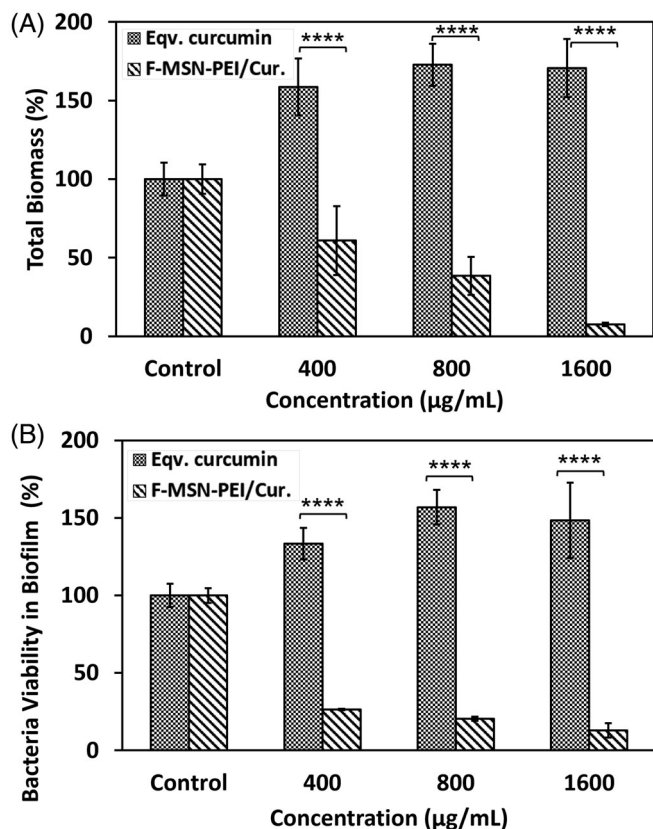 (A)
200
150
100
50
0
Total Biomass (%)
Eqv. curcumin
F-MSN-PEI/Cur.
****
****
****
Control
400
800
1600
Concentration (µg/mL)
(B)
200
150
100
50
0
Bacteria Viability in Biofilm (%)
Eqv. curcumin
F-MSN-PEI/Cur.
****
****
****
Control
400
800
1600
Concentration (µg/mL)